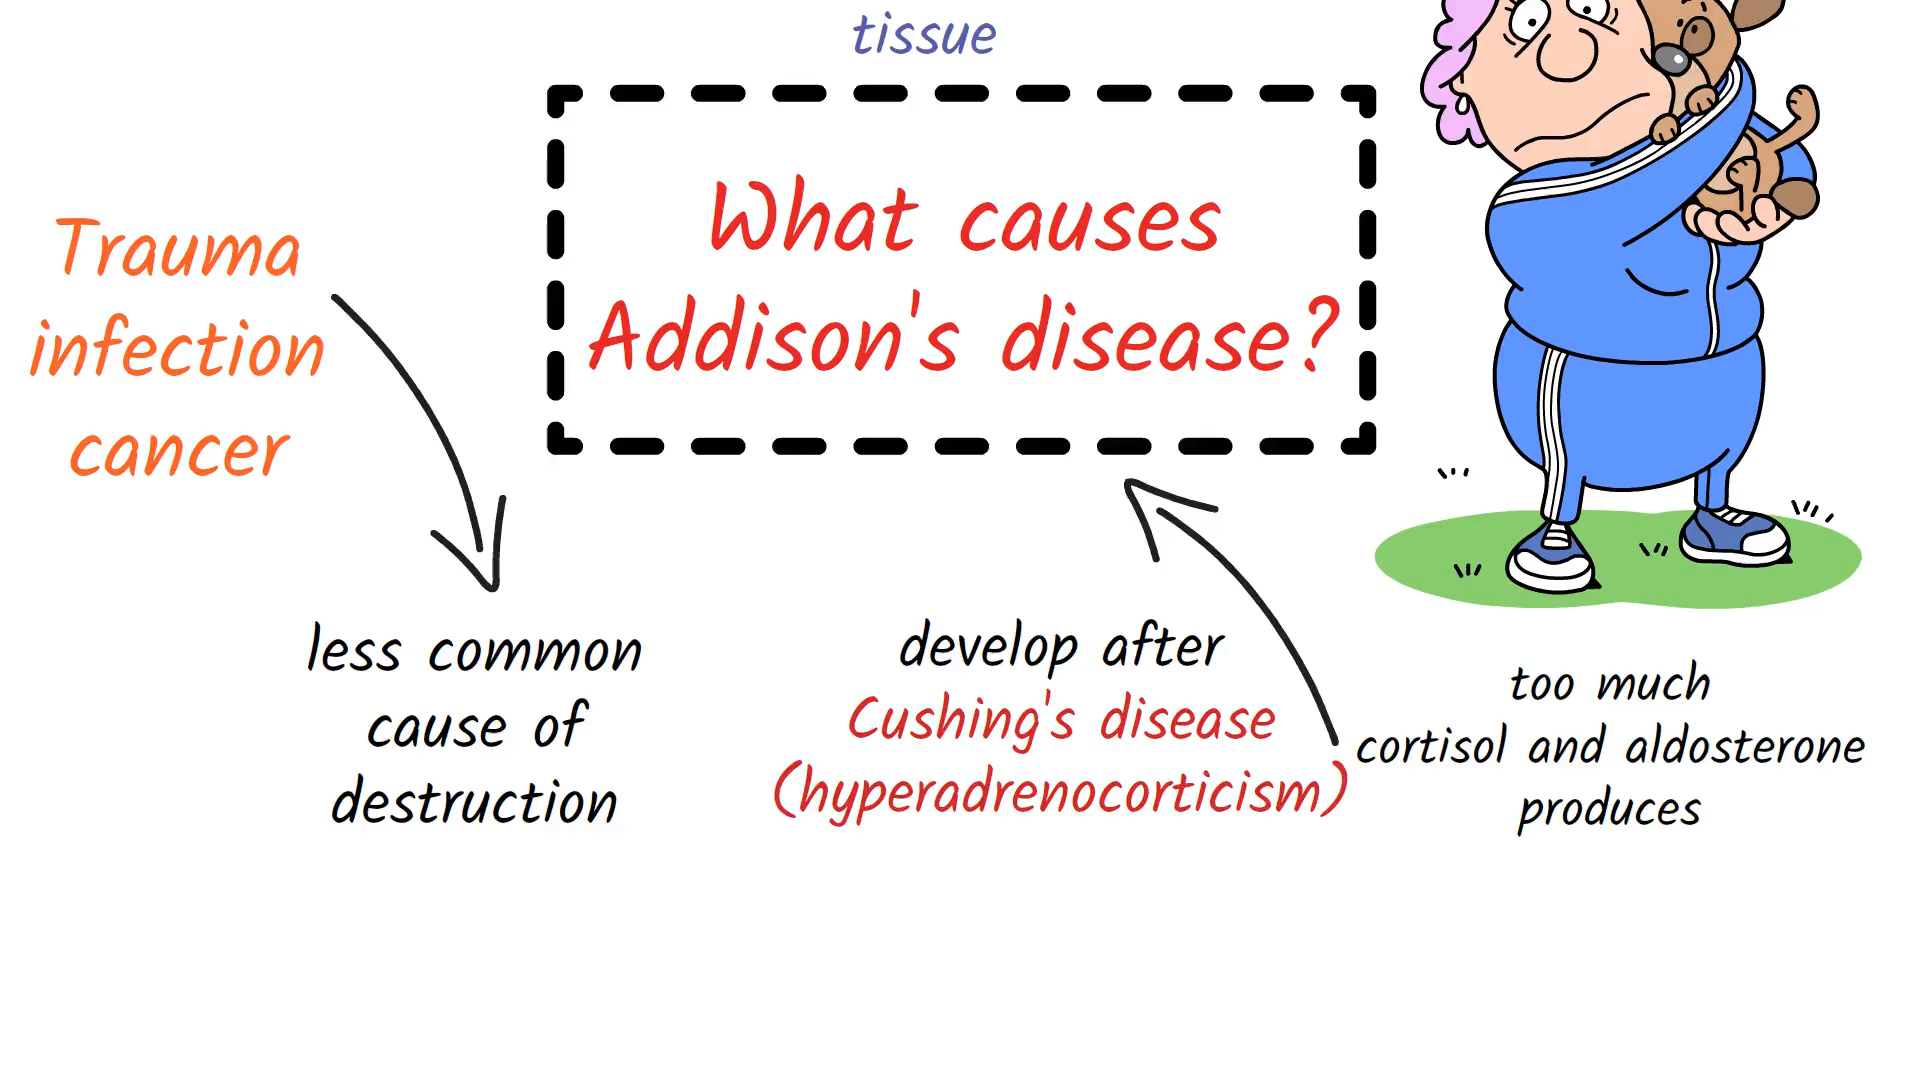 tissue
What causes
Addison's disease?
Trauma
infection
cancer
less common
cause of
destruction
develop after
Cushing's disease
(hyperadrenocorticism)
too much
cortisol and aldosterone
produces